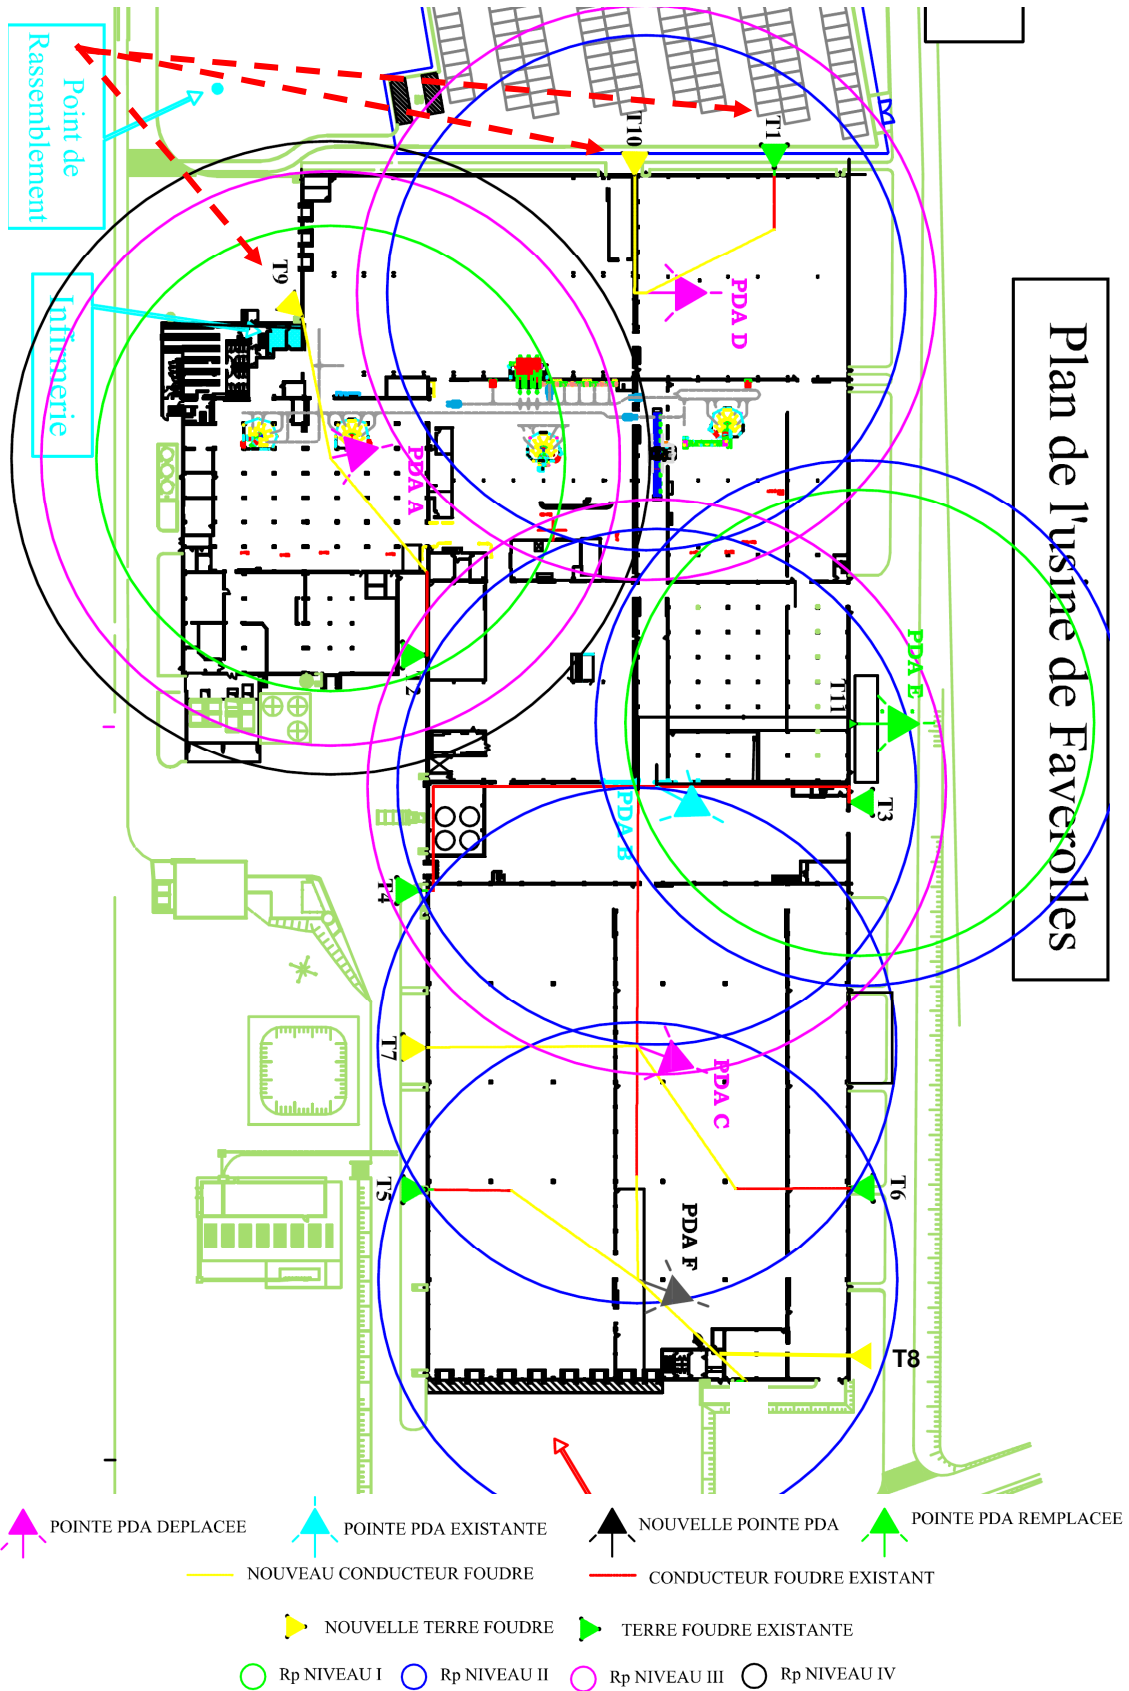 Point de
Rassemblement
Infirmerie
Plan de l'usine de Faverolles
T10
T1
T9
PDA D
PDA A
T2
PDA E
T11
PDA B
T3
T4
T7
PDA C
T5
T6
PDA F
T8
POINTE PDA DEPLACEE
POINTE PDA EXISTANTE
NOUVELLE POINTE PDA
POINTE PDA REMPLACEE
NOUVEAU CONDUCTEUR FOUDRE
CONDUCTEUR FOUDRE EXISTANT
NOUVELLE TERRE FOUDRE
TERRE FOUDRE EXISTANTE
Rp NIVEAU I
Rp NIVEAU II
Rp NIVEAU III
Rp NIVEAU IV